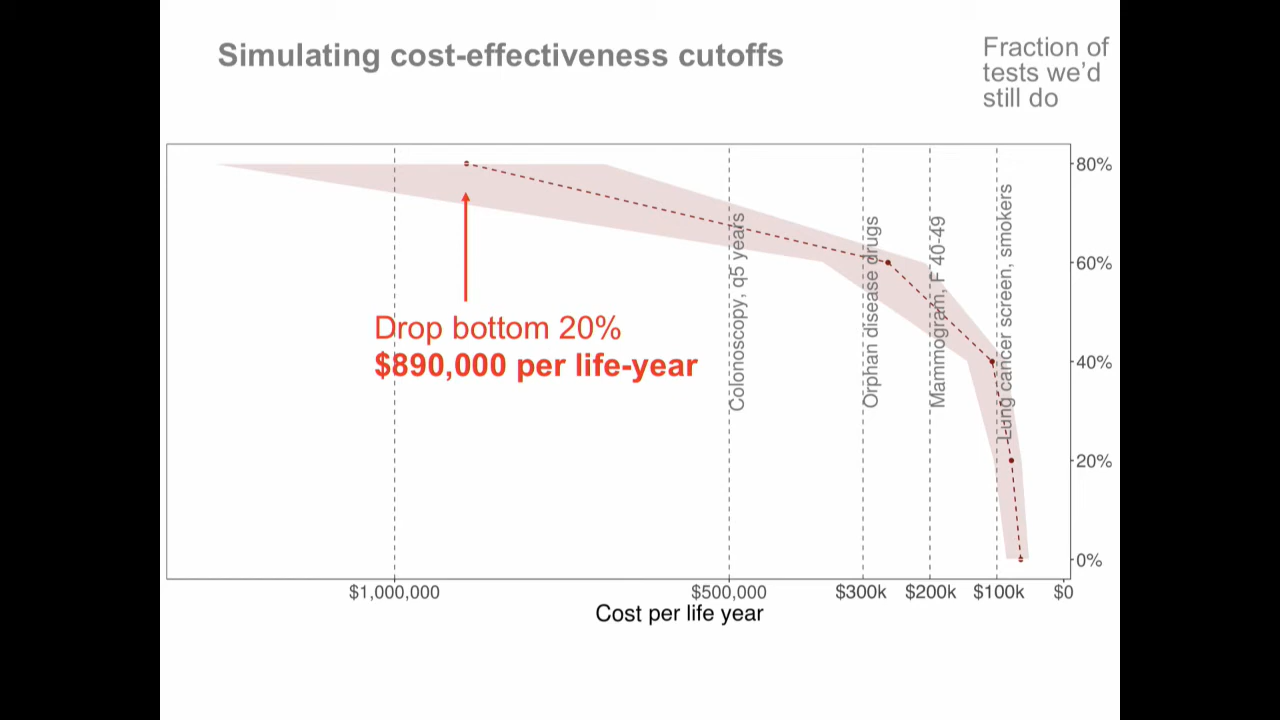 Simulating cost-effectiveness cutoffs
Fraction of
tests we’d
still do
80%
60%
40%
20%
0%
Drop bottom 20%
$890,000 per life-year
Colonoscopy, q5 years
Orphan disease drugs
Mammogram, F 40-49
Lung cancer screen, smokers
$1,000,000
$500,000
$300k
$200k
$100k
$0
Cost per life year